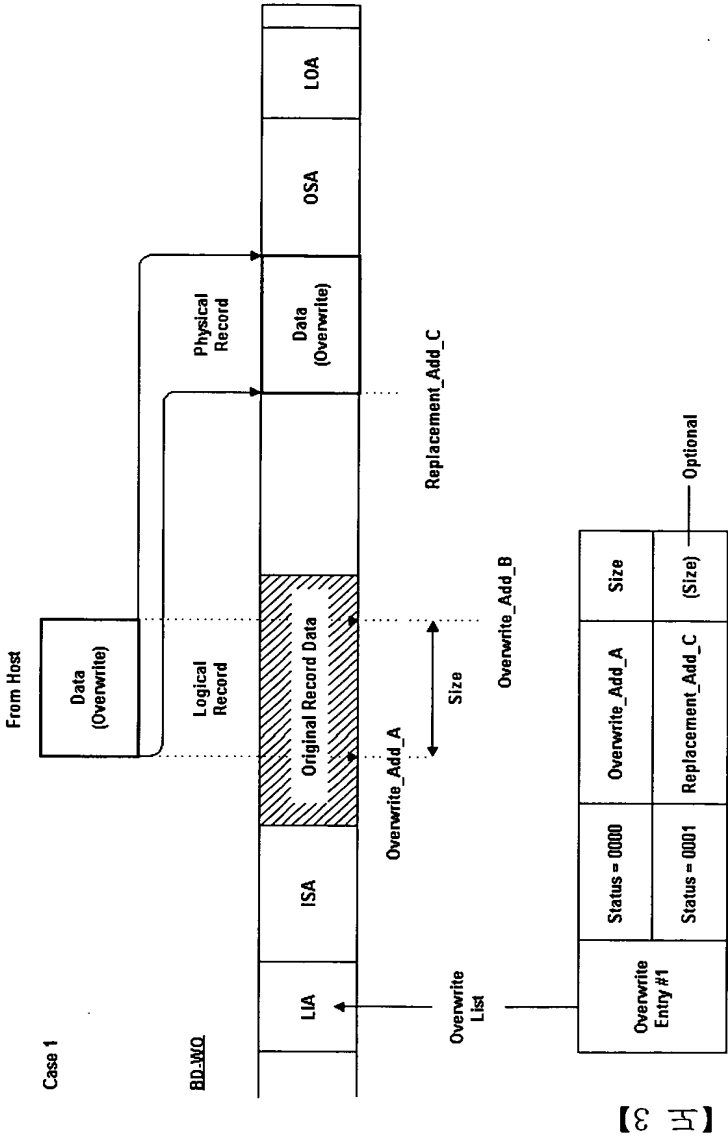 【도 3】
Case 1
From Host
Data
(Overwrite)
BD-WO
Logical
Record
Physical
Record
LIA
ISA
Original Record Data
Data
(Overwrite)
OSA
LOA
Overwrite_Add_A
Size
Overwrite_Add_B
Replacement_Add_C
Overwrite
List
Overwrite
Entry #1
Status = 0000
Overwrite_Add_A
Size
Status = 0001
Replacement_Add_C
(Size)
Optional